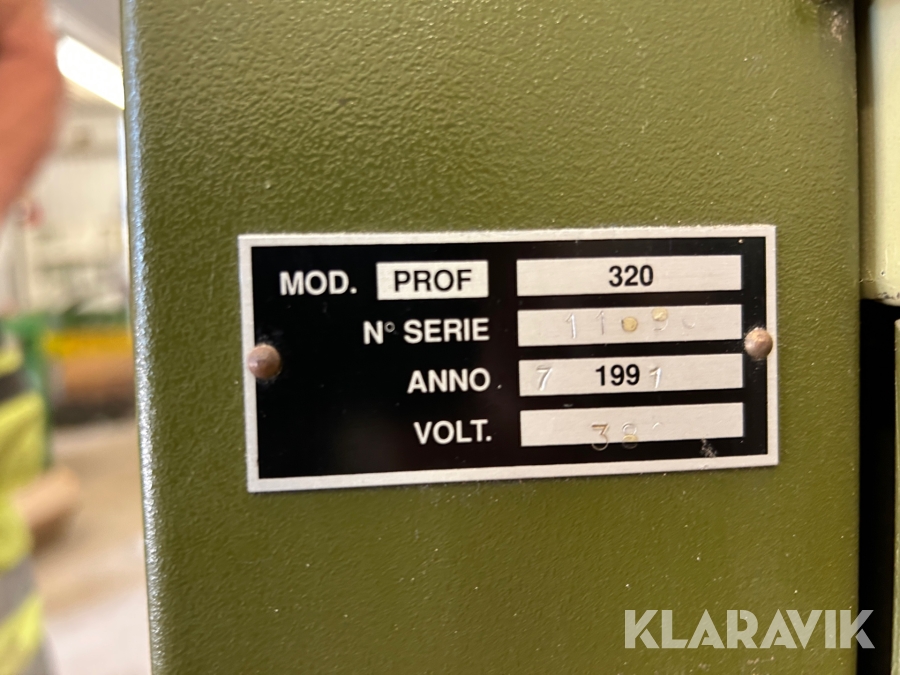 MOD. PROF 320
N° SERIE
ANNO 7 1991
VOLT.
KLARAVIK